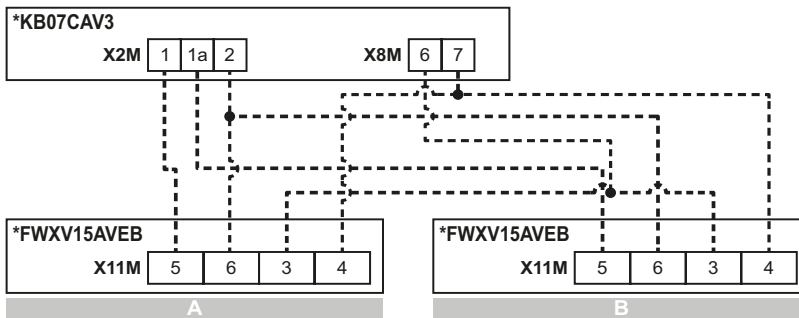 *KB07CAV3
X2M 1 1a 2 X8M 6 7
*FWXV15AVEB *FWXV15AVEB
X11M 5 6 3 4 X11M 5 6 3 4
A B